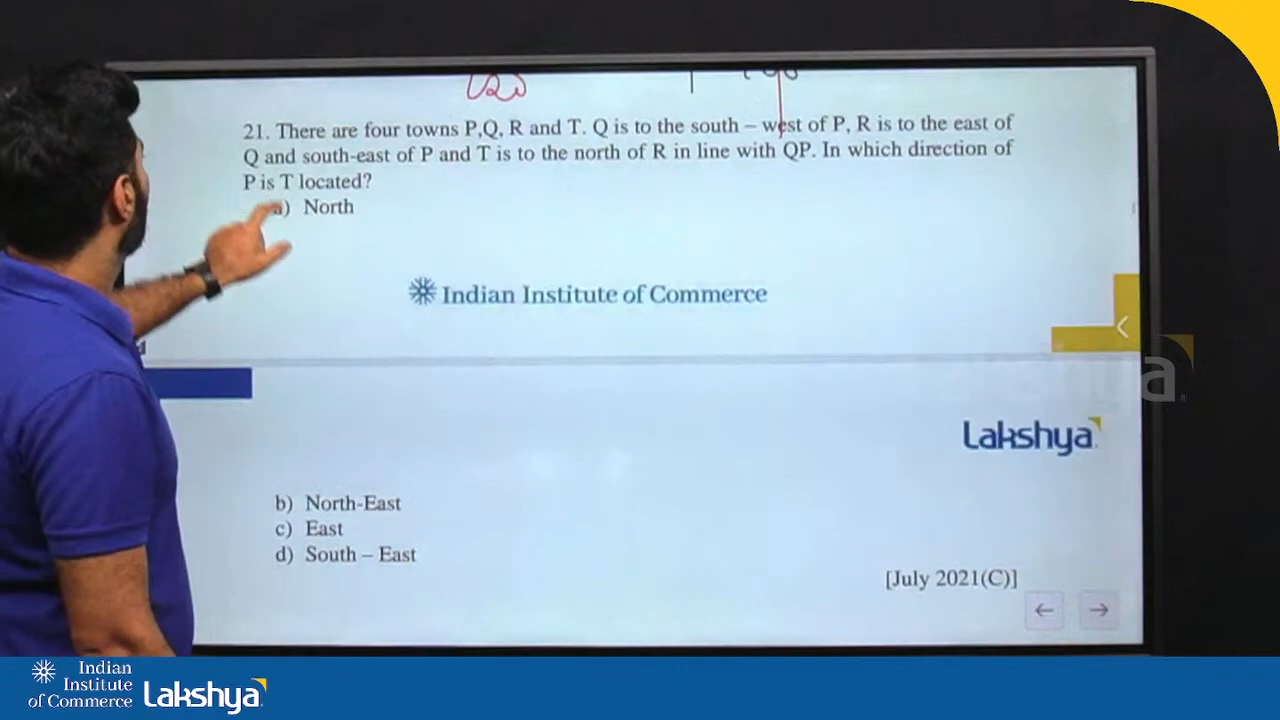 21. There are four towns P,Q, R and T. Q is to the south – west of P, R is to the east of
Q and south-east of P and T is to the north of R in line with QP. In which direction of
P is T located?
a) North
Indian Institute of Commerce
Lakshya
b) North-East
c) East
d) South – East
[July 2021(C)]
Indian
Institute
of Commerce
Lakshya